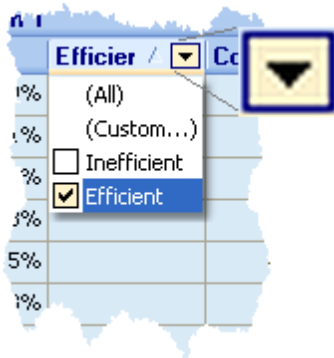 Efficier
Co
%
(All)
%
(Custom...)
%
Inefficient
%
Efficient
5%
%